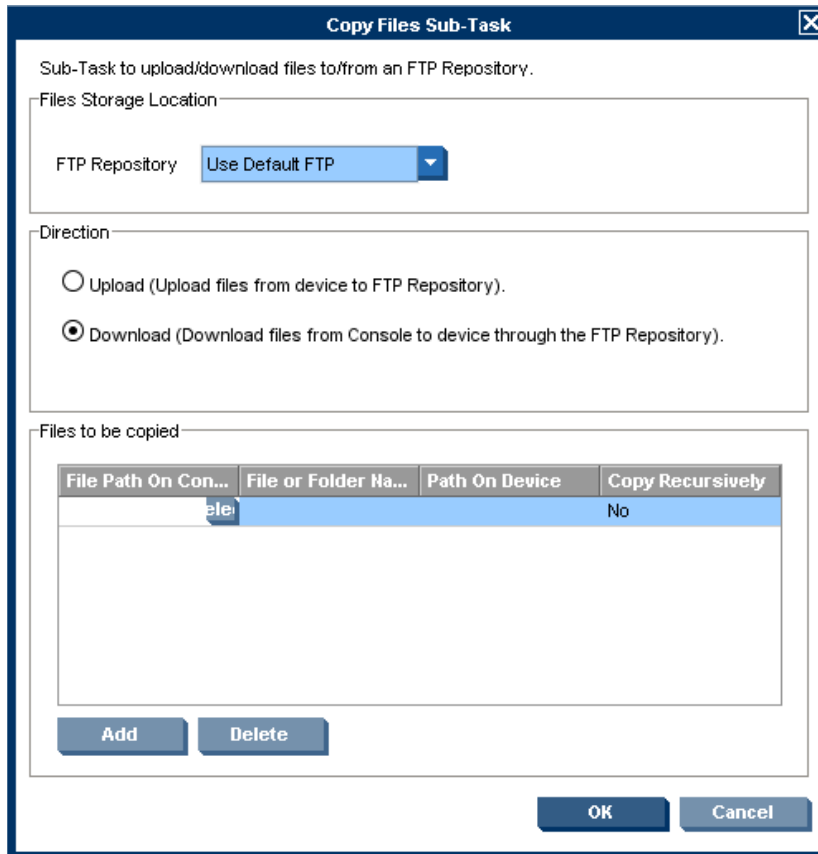 Copy Files Sub-Task
Sub-Task to upload/download files to/from an FTP Repository.
Files Storage Location
FTP Repository Use Default FTP
Direction
Upload (Upload files from device to FTP Repository).
Download (Download files from Console to device through the FTP Repository).
Files to be copied
File Path On Con... File or Folder Na... Path On Device Copy Recursively
No
Add Delete
OK Cancel